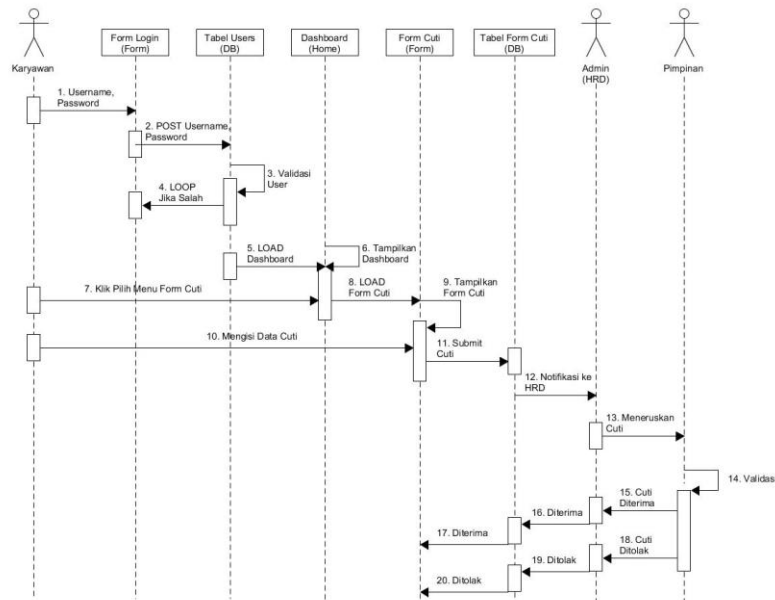 Form Login
(Form)
Tabel Users
(DB)
Dashboard
(Home)
Form Cuti
(Form)
Tabel Form Cuti
(DB)
Karyawan
Admin
(HRD)
Pimpinan
1. Username,
Password
2. POST Username,
Password
3. Validasi
User
4. LOOP
Jika Salah
5. LOAD
Dashboard
6. Tampilkan
Dashboard
7. Klik Pilih Menu Form Cuti
8. LOAD
Form Cuti
9. Tampilkan
Form Cuti
10. Mengisi Data Cuti
11. Submit
Cuti
12. Notifikasi ke
HRD
13. Meneruskan
Cuti
14. Validas
15. Cuti
Diterima
16. Diterima
17. Diterima
18. Cuti
Ditolak
19. Ditolak
20. Ditolak